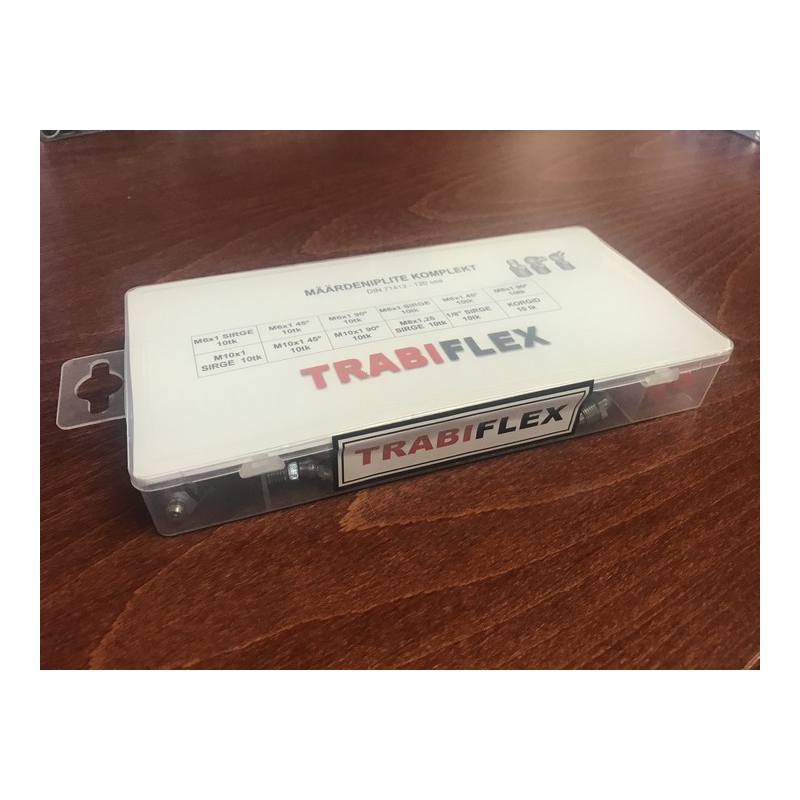 MÄÄRDENIPLITE KOMPLEKT
DIN 71412 - 120 osa
M6x1 SIRGE 10tk
M6x1 45° 10tk
M6x1 90° 10tk
M8x1 SIRGE 10tk
M8x1 45° 10tk
M8x1 90° 10tk
M10x1 SIRGE 10tk
M10x1 45° 10tk
M10x1 90° 10tk
M8x1,25 SIRGE 10tk
1/8" SIRGE 10tk
KORGID 10 tk
TRABIFLEX
TRABIFLEX